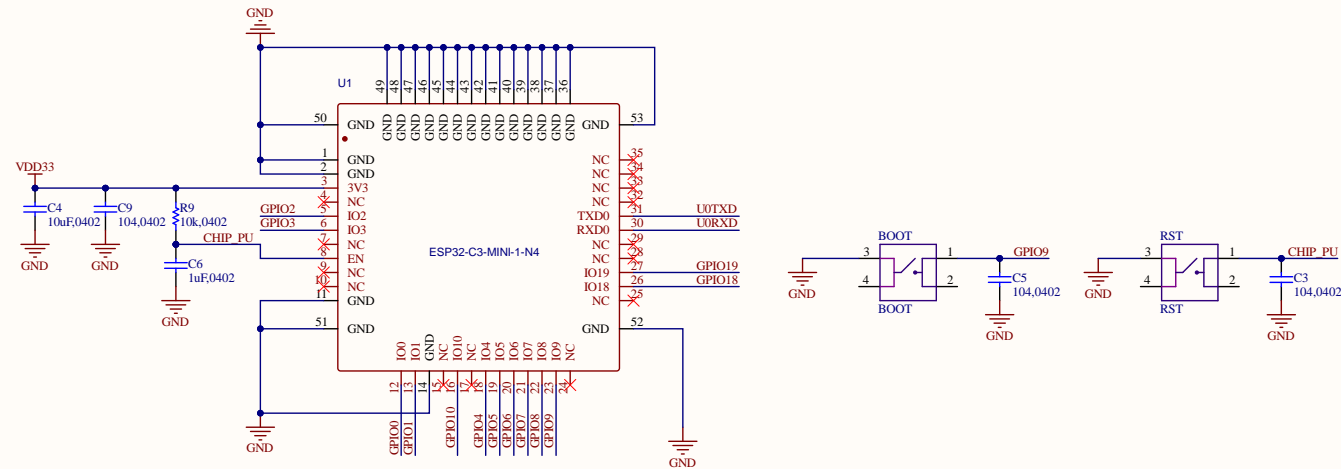 GND
U1
49
48
47
46
45
44
43
42
41
40
39
38
37
36
GND
GND
GND
GND
GND
GND
GND
GND
GND
GND
GND
GND
GND
GND
50
GND
GND
53
1
GND
2
GND
3
3V3
4
NC
5
IO2
6
IO3
7
NC
8
EN
9
NC
10
NC
11
GND
51
GND
VDD33
C4
10uF,0402
GND
C9
104,0402
GND
R9
10k,0402
GPIO2
GPIO3
CHIP_PU
C6
1uF,0402
GND
ESP32-C3-MINI-1-N4
NC
35
NC
34
NC
33
NC
32
TXD0
31
U0TXD
RXD0
30
U0RXD
NC
29
NC
28
IO19
27
GPIO19
IO18
26
GPIO18
NC
25
GND
52
GND
IO0
IO1
GND
NC
IO10
NC
IO4
IO5
IO6
IO7
IO8
IO9
NC
12
13
14
15
16
17
18
19
20
21
22
23
24
GPIO0
GPIO1
GPIO10
GPIO4
GPIO5
GPIO6
GPIO7
GPIO8
GPIO9
GND
BOOT
3
1
4
2
BOOT
GND
GPIO9
C5
104,0402
GND
RST
3
1
4
2
RST
GND
CHIP_PU
C3
104,0402
GND